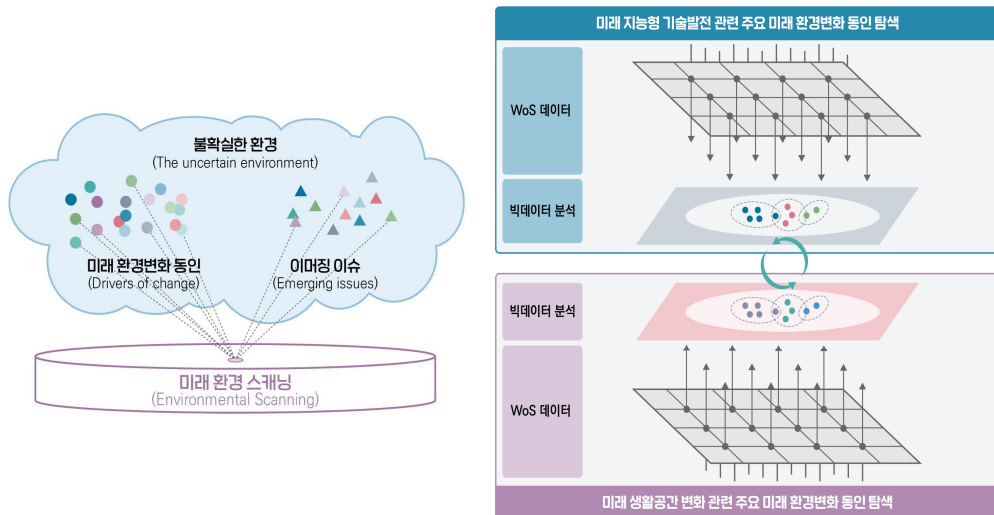 불확실한 환경
(The uncertain environment)
미래 환경변화 동인
(Drivers of change)
이머징 이슈
(Emerging issues)
미래 환경 스캐닝
(Environmental Scanning)
미래 지능형 기술발전 관련 주요 미래 환경변화 동인 탐색
WoS 데이터
빅데이터 분석
빅데이터 분석
WoS 데이터
미래 생활공간 변화 관련 주요 미래 환경변화 동인 탐색